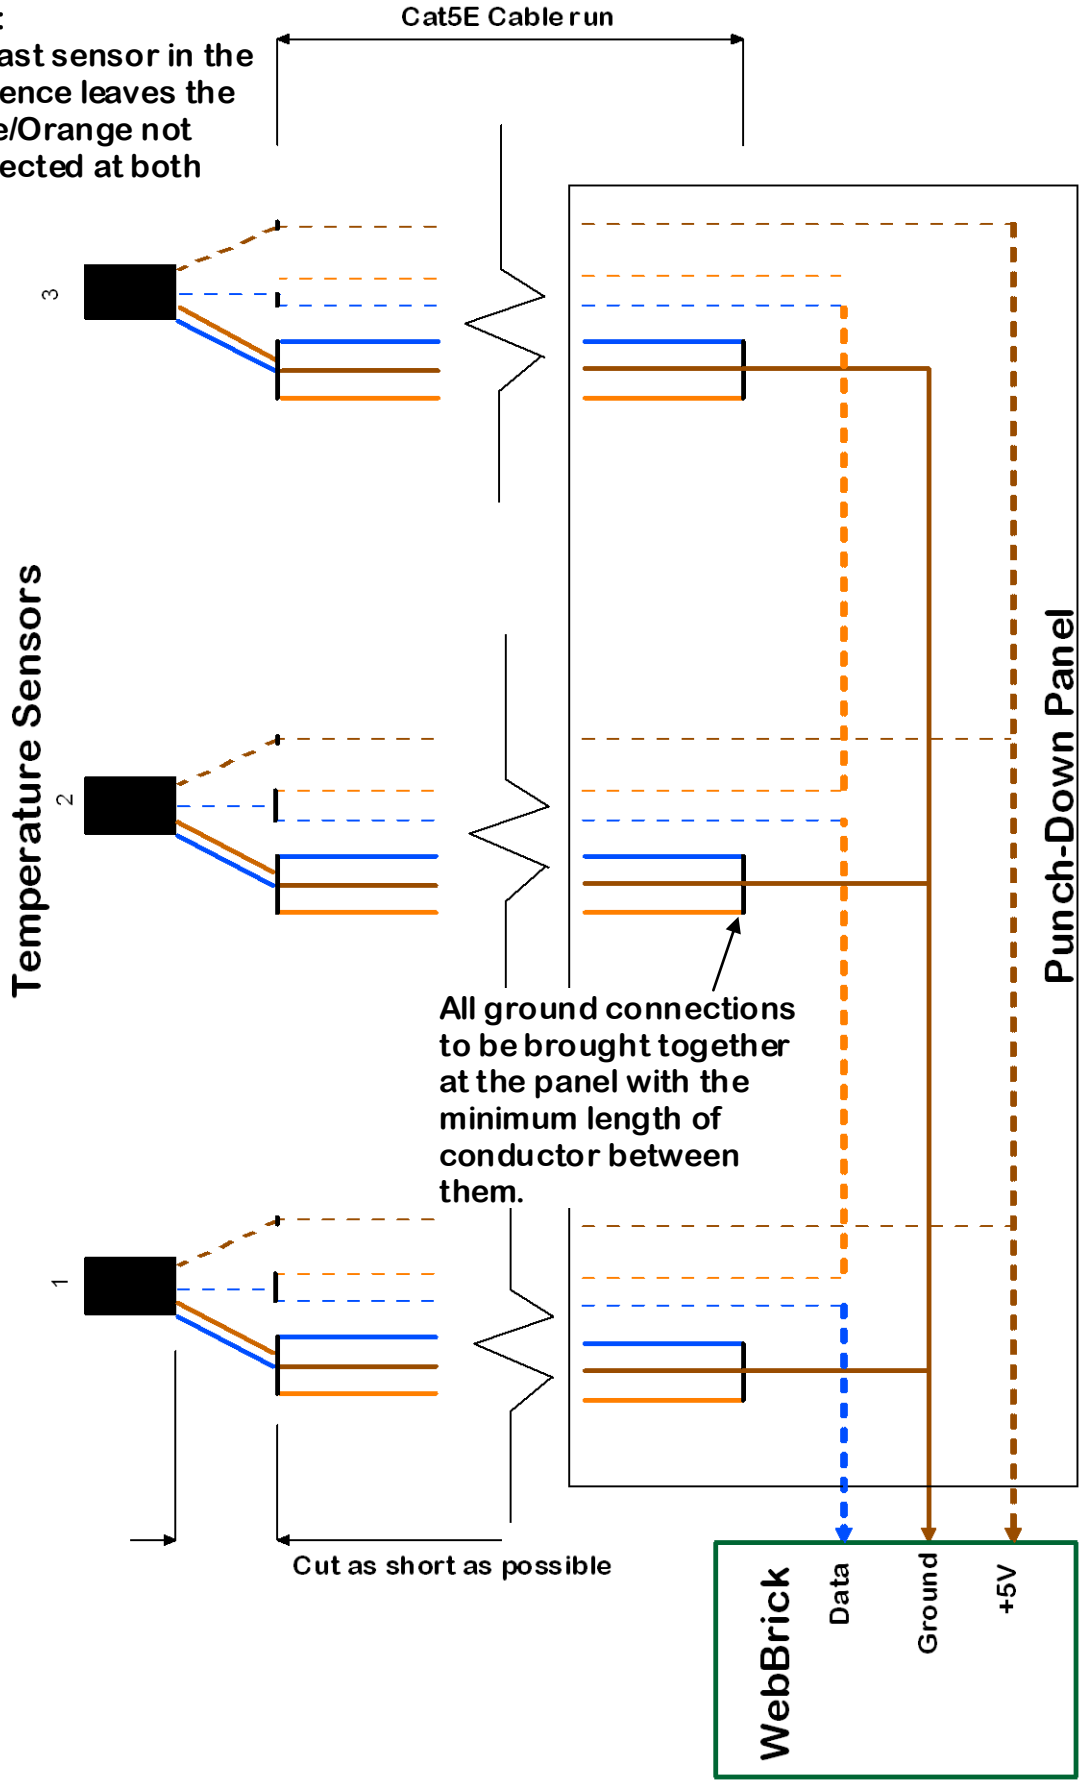 Cat5E Cable run
:
ast sensor in the
ence leaves the
e/Orange not
ected at both
3
Temperature Sensors
2
Punch-Down Panel
All ground connections
to be brought together
at the panel with the
minimum length of
conductor between
them.
1
Cut as short as possible
WebBrick
Data
Ground
+5V